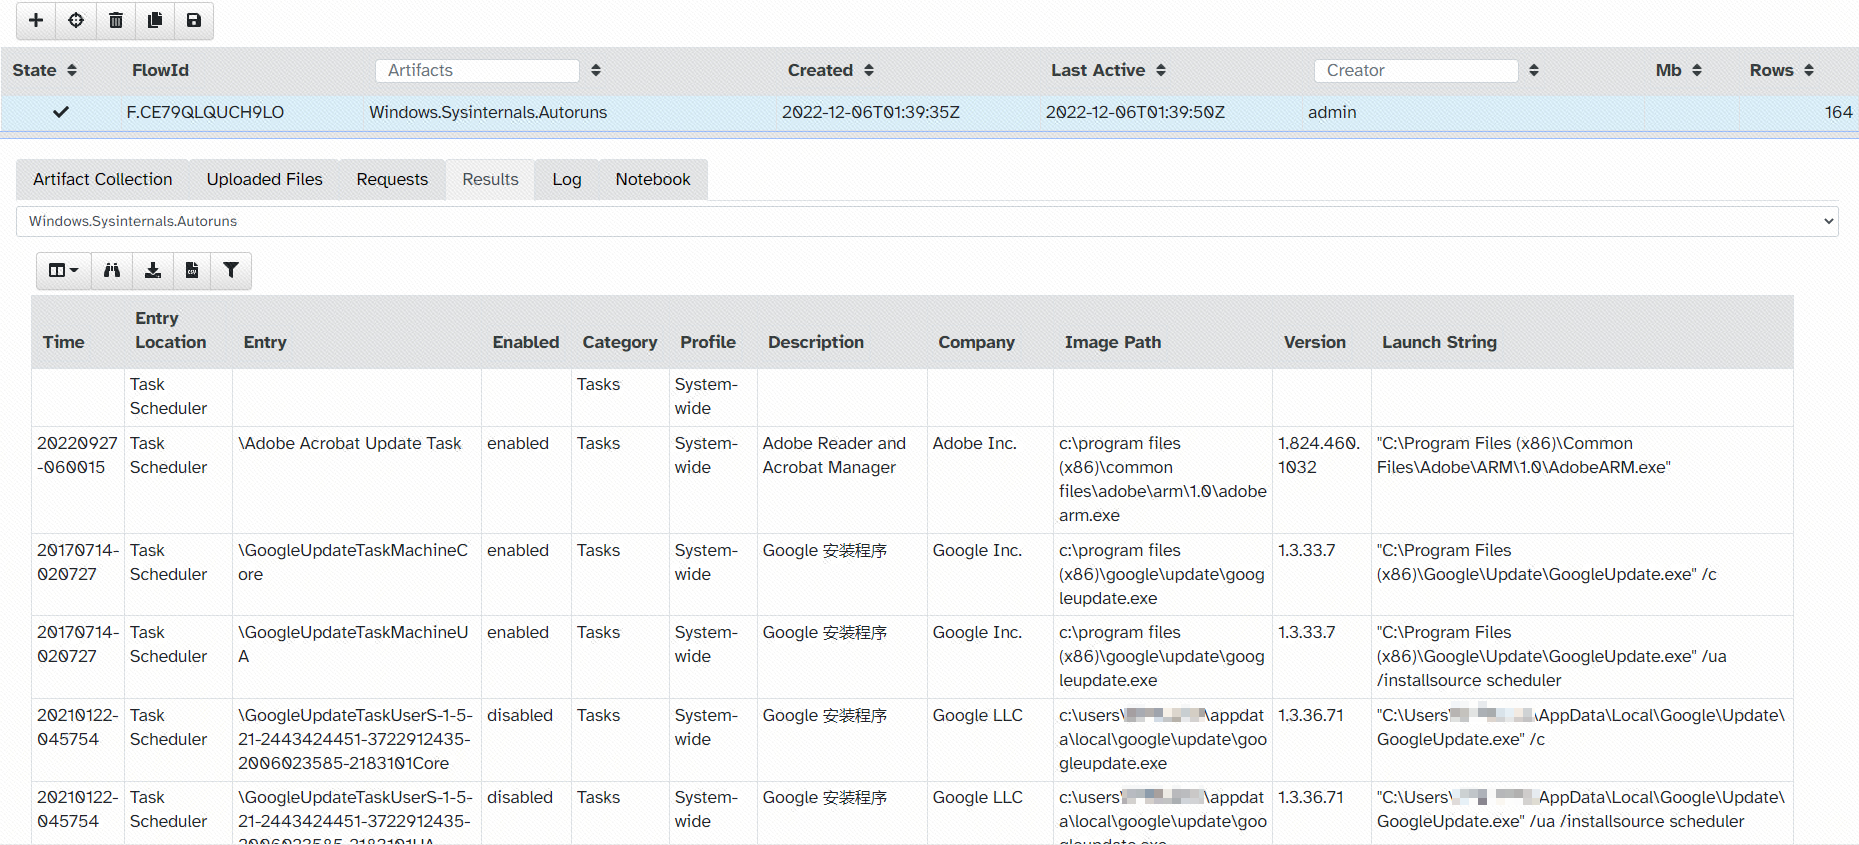 State FlowId Artifacts Created Last Active Creator Mb Rows
F.CE79QLQUCH9LO Windows.Sysinternals.Autoruns 2022-12-06T01:39:35Z 2022-12-06T01:39:50Z admin 164
Artifact Collection Uploaded Files Requests Results Log Notebook
Windows.Sysinternals.Autoruns
Time Entry Location Entry Enabled Category Profile Description Company Image Path Version Launch String
Task Scheduler Tasks System-wide
20220927-060015 Task Scheduler \Adobe Acrobat Update Task enabled Tasks System-wide Adobe Reader and Acrobat Manager Adobe Inc. c:\program files (x86)\common files\adobe\arm\1.0\adobearm.exe 1.824.460.1032 "C:\Program Files (x86)\Common Files\Adobe\ARM\1.0\AdobeARM.exe"
20170714-020727 Task Scheduler \GoogleUpdateTaskMachineCore enabled Tasks System-wide Google 安装程序 Google Inc. c:\program files (x86)\google\update\googleupdate.exe 1.3.33.7 "C:\Program Files (x86)\Google\Update\GoogleUpdate.exe" /c
20170714-020727 Task Scheduler \GoogleUpdateTaskMachineUA enabled Tasks System-wide Google 安装程序 Google Inc. c:\program files (x86)\google\update\googleupdate.exe 1.3.33.7 "C:\Program Files (x86)\Google\Update\GoogleUpdate.exe" /ua /installsource scheduler
20210122-045754 Task Scheduler \GoogleUpdateTaskUserS-1-5-21-2443424451-3722912435-2006023585-2183101Core disabled Tasks System-wide Google 安装程序 Google LLC c:\users\ \appdata\local\google\update\googleupdate.exe 1.3.36.71 "C:\Users\ \AppData\Local\Google\Update\GoogleUpdate.exe" /c
20210122-045754 Task Scheduler \GoogleUpdateTaskUserS-1-5-21-2443424451-3722912435-2006023585-2183101UA disabled Tasks System-wide Google 安装程序 Google LLC c:\users\ \appdata\local\google\update\googleupdate.exe 1.3.36.71 "C:\Users\ AppData\Local\Google\Update\GoogleUpdate.exe" /ua /installsource scheduler